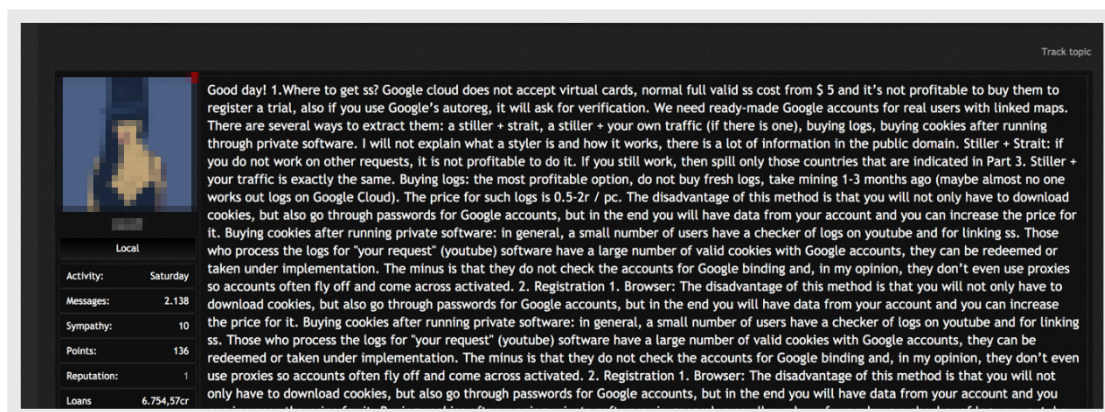 Track topic
Good day! 1.Where to get ss? Google cloud does not accept virtual cards, normal full valid ss cost from $ 5 and it's not profitable to buy them to
register a trial, also if you use Google's autoreg, it will ask for verification. We need ready-made Google accounts for real users with linked maps.
There are several ways to extract them: a stiller + strait, a stiller + your own traffic (if there is one), buying logs, buying cookies after running
through private software. I will not explain what a styler is and how it works, there is a lot of information in the public domain. Stiller + Strait: if
you do not work on other requests, it is not profitable to do it. If you still work, then spill only those countries that are indicated in Part 3. Stiller +
your traffic is exactly the same. Buying logs: the most profitable option, do not buy fresh logs, take mining 1-3 months ago (maybe almost no one
works out logs on Google Cloud). The price for such logs is 0.5-2r / pc. The disadvantage of this method is that you will not only have to download
cookies, but also go through passwords for Google accounts, but in the end you will have data from your account and you can increase the price for
it. Buying cookies after running private software: in general, a small number of users have a checker of logs on youtube and for linking ss. Those
who process the logs for "your request" (youtube) software have a large number of valid cookies with Google accounts, they can be redeemed or
taken under implementation. The minus is that they do not check the accounts for Google binding and, in my opinion, they don't even use proxies
so accounts often fly off and come across activated. 2. Registration 1. Browser: The disadvantage of this method is that you will not only have to
download cookies, but also go through passwords for Google accounts, but in the end you will have data from your account and you can increase
the price for it. Buying cookies after running private software: in general, a small number of users have a checker of logs on youtube and for linking
ss. Those who process the logs for "your request" (youtube) software have a large number of valid cookies with Google accounts, they can be
redeemed or taken under implementation. The minus is that they do not check the accounts for Google binding and, in my opinion, they don't even
use proxies so accounts often fly off and come across activated. 2. Registration 1. Browser: The disadvantage of this method is that you will not
only have to download cookies, but also go through passwords for Google accounts, but in the end you will have data from your account and you
Local
Activity: Saturday
Messages: 2.138
Sympathy: 10
Points: 136
Reputation: 1
Loans 6.754,57cr